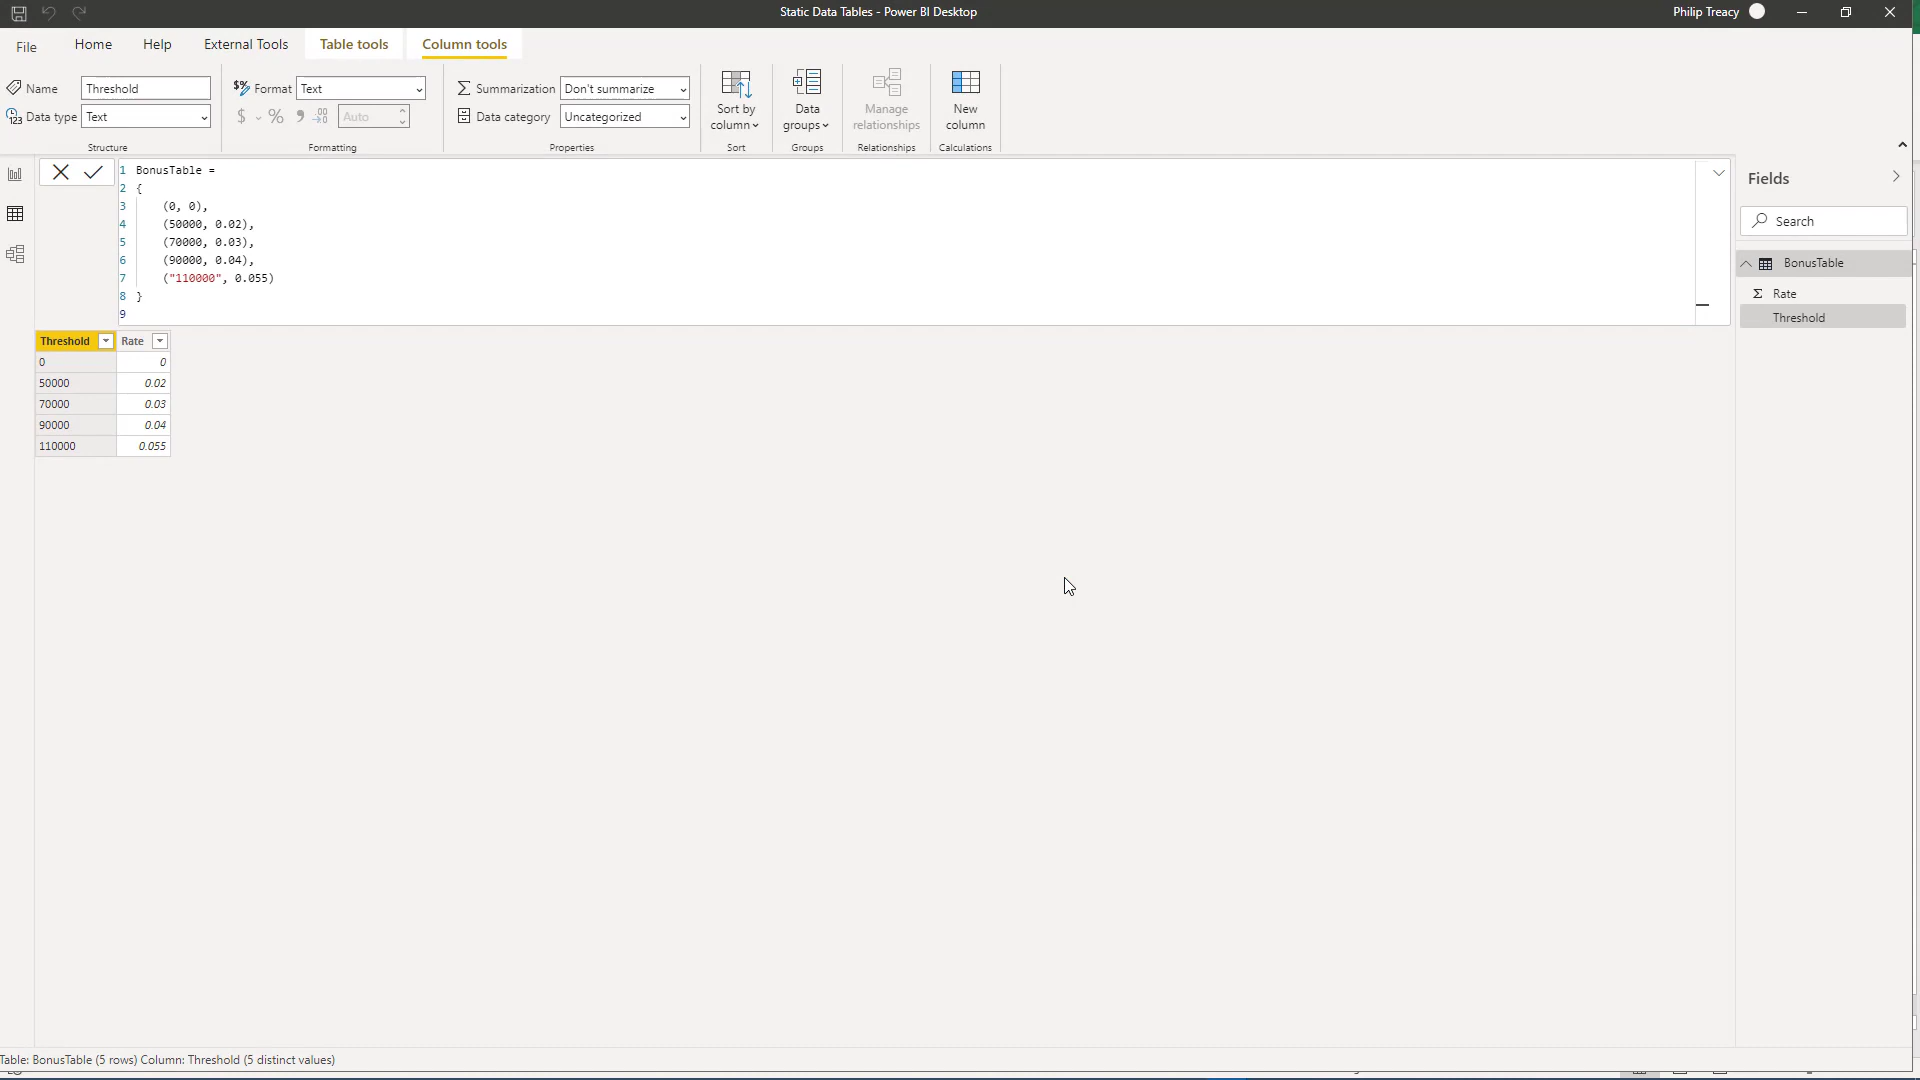 Static Data Tables - Power BI Desktop
Philip Treacy
File
Home
Help
External Tools
Table tools
Column tools
Name
Threshold
Data type
Text
Structure
Format
Text
$
%
Auto
Formatting
Summarization
Don't summarize
Data category
Uncategorized
Properties
Sort by
column
Sort
Data
groups
Groups
Manage
relationships
Relationships
New
column
Calculations
1 BonusTable =
2 {
3 (0, 0),
4 (50000, 0.02),
5 (70000, 0.03),
6 (90000, 0.04),
7 ("110000", 0.055)
8 }
9
Threshold Rate
0 0
50000 0.02
70000 0.03
90000 0.04
110000 0.055
Fields
Search
BonusTable
Rate
Threshold
Table: BonusTable (5 rows) Column: Threshold (5 distinct values)